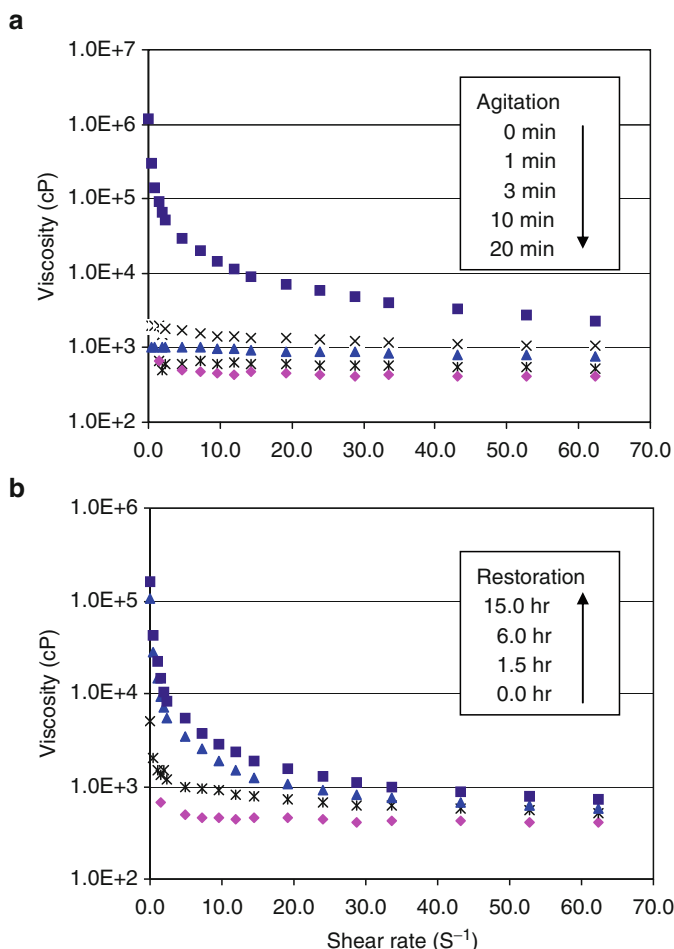 a
1.0E+7
1.0E+6
1.0E+5
1.0E+4
1.0E+3
1.0E+2
Viscosity (cP)
Agitation
0 min
1 min
3 min
10 min
20 min
0.0 10.0 20.0 30.0 40.0 50.0 60.0 70.0
b
1.0E+6
1.0E+5
1.0E+4
1.0E+3
1.0E+2
Viscosity (cP)
Restoration
15.0 hr
6.0 hr
1.5 hr
0.0 hr
0.0 10.0 20.0 30.0 40.0 50.0 60.0 70.0
Shear rate (S⁻¹)